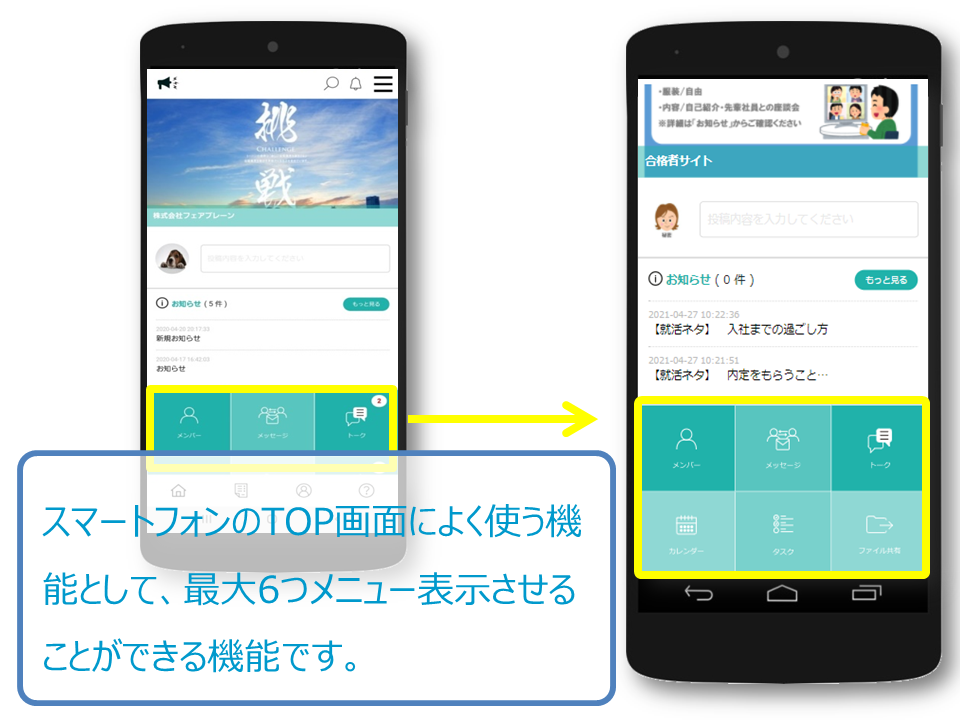 挑
CHALLENGE
戦
株式会社フェアプレーン
投稿内容を入力してください
お知らせ ( 5 件 )
もっと見る
2020-04-20 20:17:33
新規お知らせ
2020-04-17 16:42:03
お知らせ
2
メンバー
メッセージ
トーク
スマートフォンのTOP画面によく使う機
能として、最大6つメニュー表示させる
ことができる機能です。
・服装/自由
・内容/自己紹介・先輩社員との座談会
※詳細は「お知らせ」からご確認ください
合格者サイト
投稿内容を入力してください
お知らせ ( 0 件 )
もっと見る
2021-04-27 10:22:36
【就活ネタ】 入社までの過ごし方
2021-04-27 10:21:51
【就活ネタ】 内定をもらうこと…
メンバー
メッセージ
トーク
カレンダー
タスク
ファイル共有